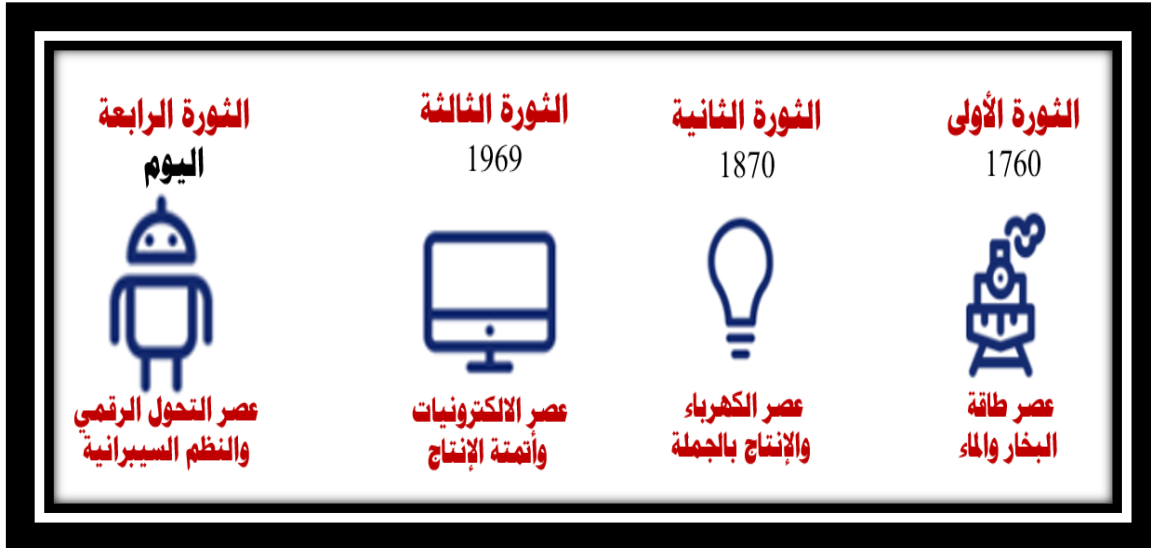 الثورة الأولى
1760
عصر طاقة
البخار والماء
الثورة الثانية
1870
عصر الكهرباء
والإنتاج بالجملة
الثورة الثالثة
1969
عصر الالكترونيات
وأتمتة الإنتاج
الثورة الرابعة
اليوم
عصر التحول الرقمي
والنظم السيبرانية